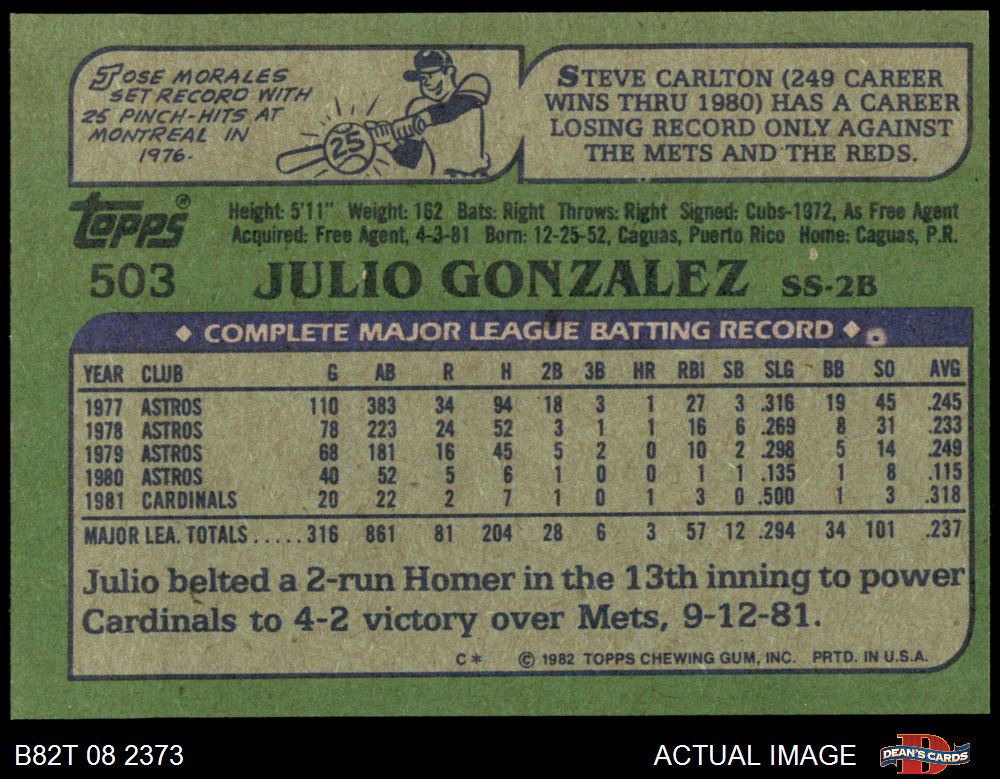 JOSE MORALES
SET RECORD WITH
25 PINCH-HITS AT
MONTREAL IN
1976.
25
STEVE CARLTON (249 CAREER
WINS THRU 1980) HAS A CAREER
LOSING RECORD ONLY AGAINST
THE METS AND THE REDS.
TOPPS®
Height: 5'11" Weight: 162 Bats: Right Throws: Right Signed: Cubs-1972, As Free Agent
Acquired: Free Agent, 4-3-81 Born: 12-25-52, Caguas, Puerto Rico Home: Caguas, P.R.
503 JULIO GONZALEZ SS-2B
◆ COMPLETE MAJOR LEAGUE BATTING RECORD ◆
YEAR CLUB G AB R H 2B 3B HR RBI SB SLG BB SO AVG
1977 ASTROS 110 383 34 94 18 3 1 27 3 .316 19 45 .245
1978 ASTROS 78 223 24 52 3 1 1 16 6 .269 8 31 .233
1979 ASTROS 68 181 16 45 5 2 0 10 2 .298 5 14 .249
1980 ASTROS 40 52 5 6 1 0 0 1 1 .135 1 8 .115
1981 CARDINALS 20 22 2 7 1 0 1 3 0 .500 1 3 .318
MAJOR LEA. TOTALS.....316 861 81 204 28 6 3 57 12 .294 34 101 .237
Julio belted a 2-run Homer in the 13th inning to power
Cardinals to 4-2 victory over Mets, 9-12-81.
C* © 1982 TOPPS CHEWING GUM, INC. PRTD. IN U.S.A.
B82T 08 2373 ACTUAL IMAGE DEAN'S CARDS